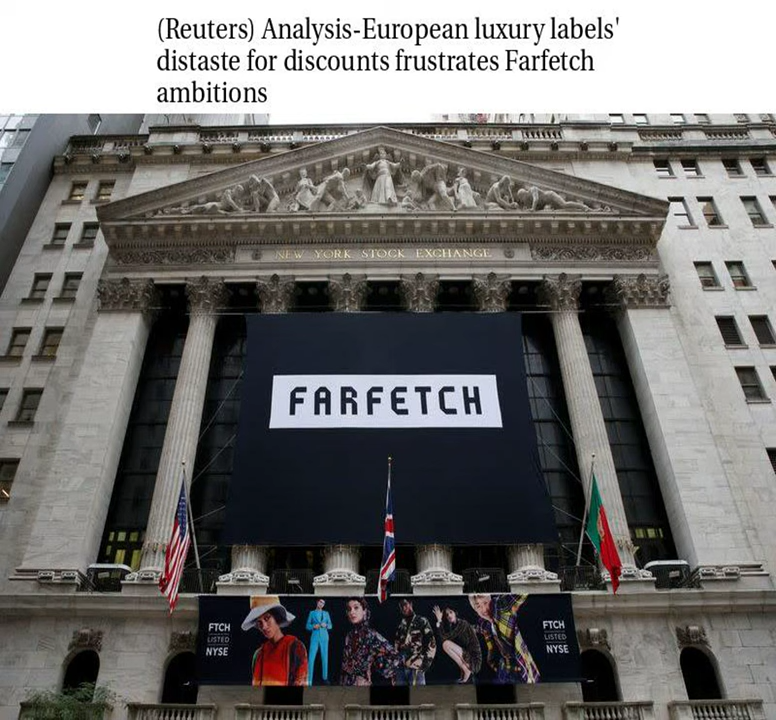 (Reuters) Analysis-European luxury labels'
distaste for discounts frustrates Farfetch
ambitions
NEW YORK STOCK EXCHANGE
FARFETCH
FTCH
LISTED
NYSE
FTCH
LISTED
NYSE